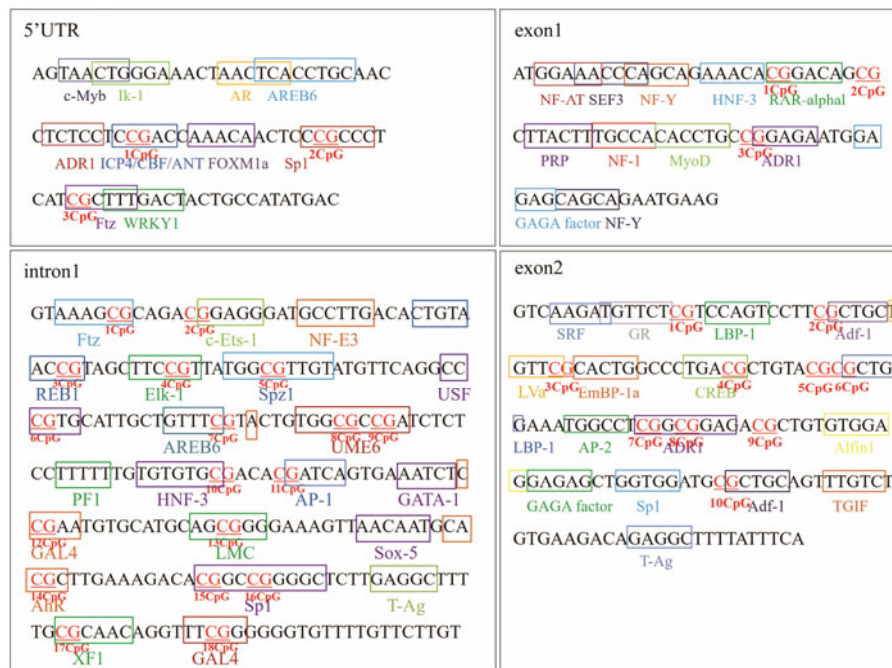 5’UTR
AGTAACTGGGAAACTAACTCACCTGCAAC
c-Myb Ik-1 AR AREB6
CTCTCCTCCGACCAAACAACTCCCGCCCT
1CpG 2CpG
ADR1 ICP4/CBF/ANT FOXM1a Sp1
CATCGCTTTGACTACTGCCATATGAC
3CpG
Ftz WRKY1
exon1
ATGGAAACCCAGCAGAAACACGGACAGCG
1CpG 2CpG
NF-AT SEF3 NF-Y HNF-3 RAR-alphal
CTTACTTTGCCACACCTGCCGGAGAATGGA
3CpG
PRP NF-1 MyoD ADR1
GAGCAGCAGAATGAAG
GAGA factor NF-Y
intron1
GTAAAGCGCAGACGGAGGGATGCCTTGACACTGTA
1CpG 2CpG
Ftz c-Ets-1 NF-E3
ACCGTAGCTTCCGTTATGGCGTTGTATGTTCAGGCC
3CpG 4CpG 5CpG
REB1 Elk-1 Spz1 USF
CGTGCATTGCTGTTTCGTACTGTGGCGCCGATCTCT
6CpG 7CpG 8CpG 9CpG
AREB6 UME6
CCTTTTTTGTGTGTGCGACACGATCAGTGAAATCTC
10CpG 11CpG
PF1 HNF-3 AP-1 GATA-1
CGAATGTGCATGCAGCGGGGAAAGTTAACAATGCA
12CpG 13CpG
GAL4 LMC Sox-5
CGCTTGAAAGACACGGCCGGGGCTCTTGAGGCTTT
14CpG 15CpG 16CpG
AhR Sp1 T-Ag
TGCGCAACAGGTTTCGGGGGGTGTTTTGTTCTTGT
17CpG 18CpG
XF1 GAL4
exon2
GTCAAGATGTTCTCGTCCAGTCCTTCGCTGCT
1CpG 2CpG
SRF GR LBP-1 Adf-1
GTTCGCACTGGCCCTGACGCTGTACGCGCTG
3CpG 4CpG 5CpG 6CpG
LVa EmBP-1a CREB
GAAATGGCCTCGGCGGAGACGCTGTGTGGA
7CpG 8CpG 9CpG
LBP-1 AP-2 ADR1 Alfin1
GGAGAGCTGGTGGATGCGCTGCAGTTTGTCT
10CpG
GAGA factor Sp1 Adf-1 TGIF
GTGAAGACAGAGGCTTTTATTTCA
T-Ag